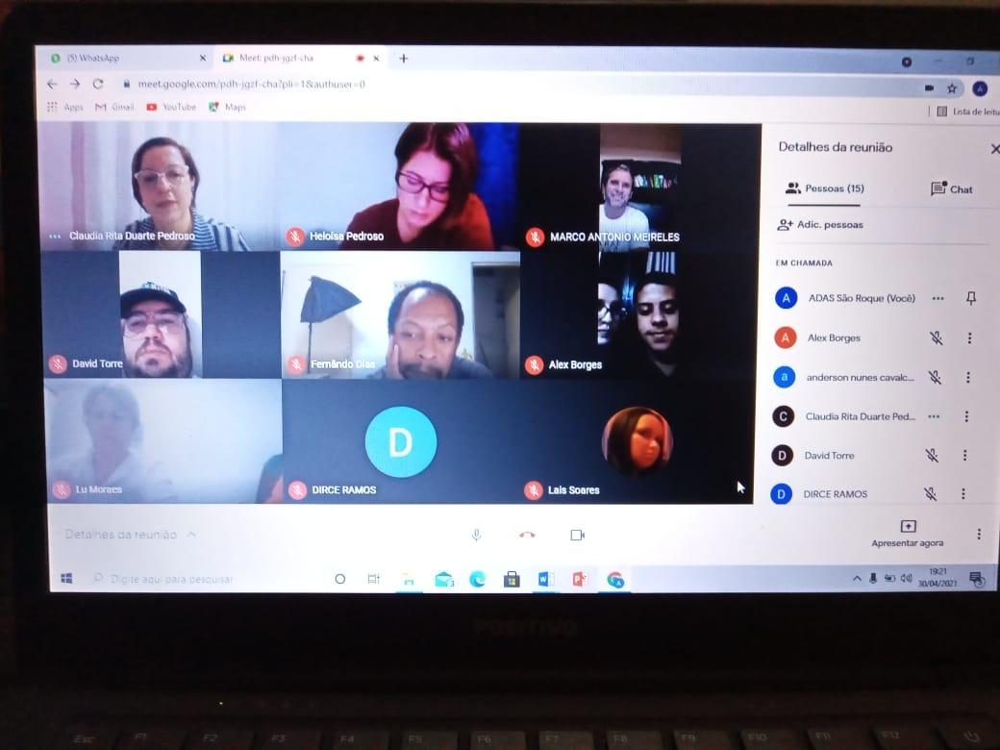 (5) WhatsApp
Meet: pdh-jgzf-cha
meet.google.com/pdh-jgzf-cha?pli=1&authuser=0
A
Apps Gmail YouTube Maps
Lista de leitu
Claudia Rita Duarte Pedroso
Heloísa Pedroso
MARCO ANTONIO MEIRELES
David Torre
Fernando Dias
Alex Borges
Lu Moraes
D
DIRCE RAMOS
Lais Soares
Detalhes da reunião
Pessoas (15)
Chat
Adic. pessoas
EM CHAMADA
A ADAS São Roque (Você)
A Alex Borges
a anderson nunes cavalc...
C Claudia Rita Duarte Ped...
D David Torre
D DIRCE RAMOS
Detalhes da reunião
Apresentar agora
Digite aqui para pesquisar
3
W
P
A
19:21
30/04/2021
3
POSITIVO
Esc F1 F2 F3 F4 F5 F6 F7 F8 F9 F10 F11 F12